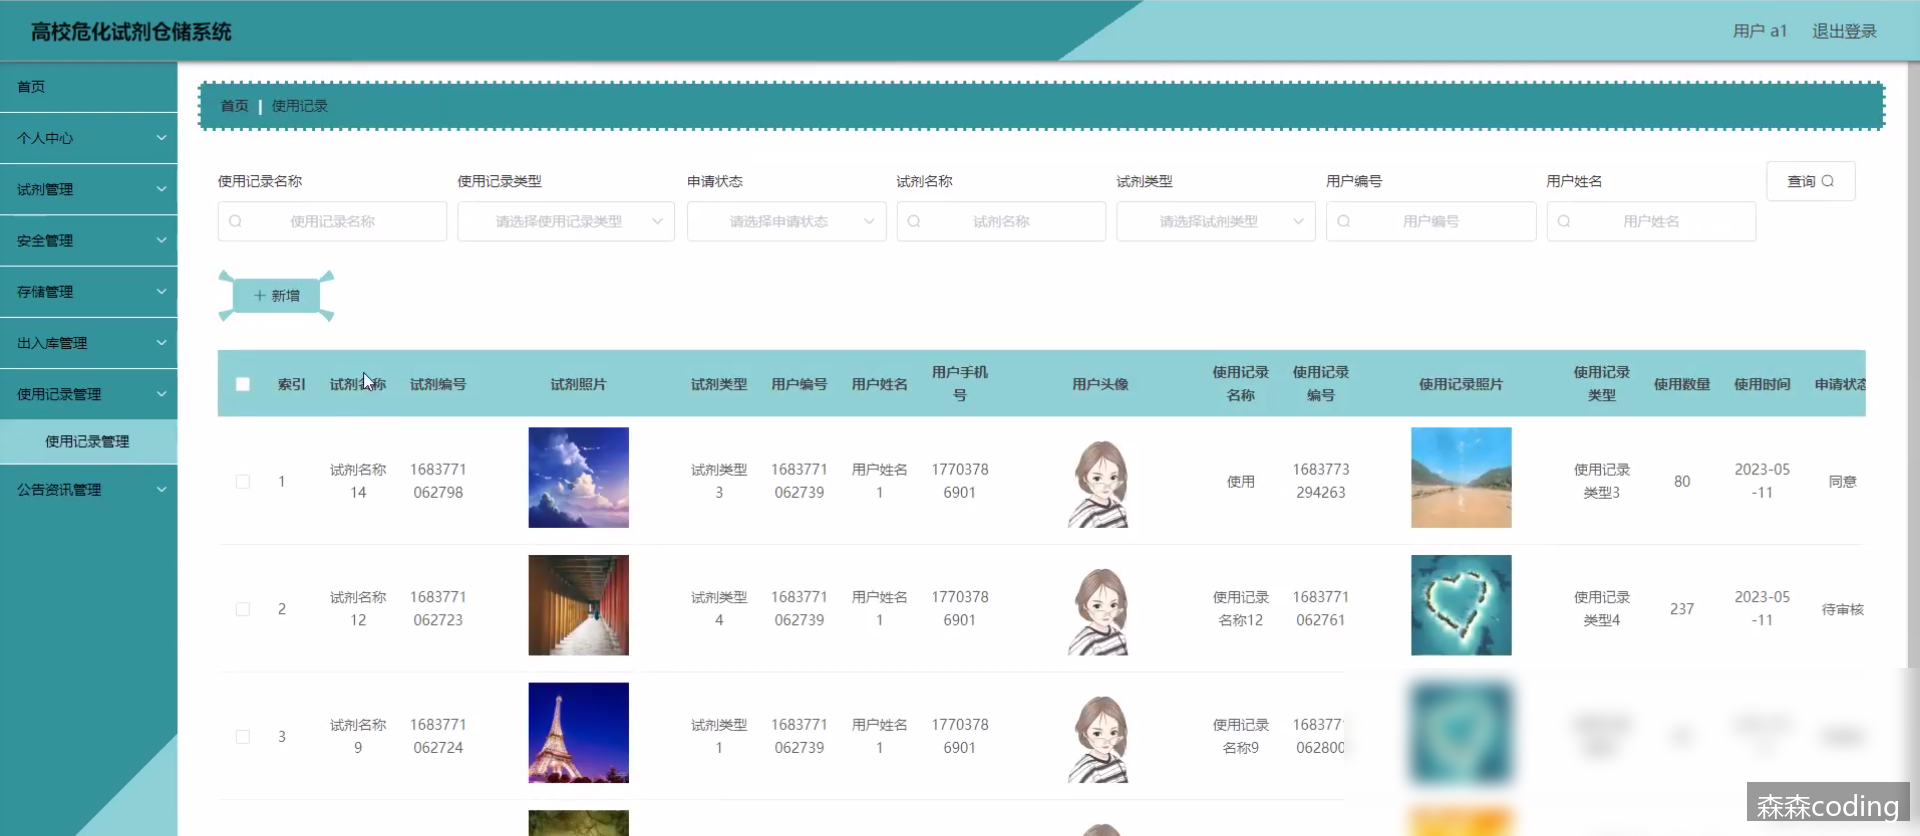 高校危化试剂仓储系统
用户 a1 退出登录
首页
个人中心
试剂管理
安全管理
存储管理
出入库管理
使用记录管理
使用记录管理
公告资讯管理
首页 | 使用记录
使用记录名称 使用记录类型 申请状态 试剂名称 试剂类型 用户编号 用户姓名 查询
使用记录名称 请选择使用记录类型 请选择申请状态 试剂名称 请选择试剂类型 用户编号 用户姓名
+ 新增
索引 试剂名称 试剂编号 试剂照片 试剂类型 用户编号 用户姓名 用户手机号 用户头像 使用记录名称 使用记录编号 使用记录照片 使用记录类型 使用数量 使用时间 申请状态
1 试剂名称14 1683771062798 试剂类型3 1683771062739 用户姓名1 17703786901 使用 1683773294263 使用记录类型3 80 2023-05-11 同意
2 试剂名称12 1683771062723 试剂类型4 1683771062739 用户姓名1 17703786901 使用记录名称12 1683771062761 使用记录类型4 237 2023-05-11 待审核
3 试剂名称9 1683771062724 试剂类型1 1683771062739 用户姓名1 17703786901 使用记录名称9 1683771062800
森森coding